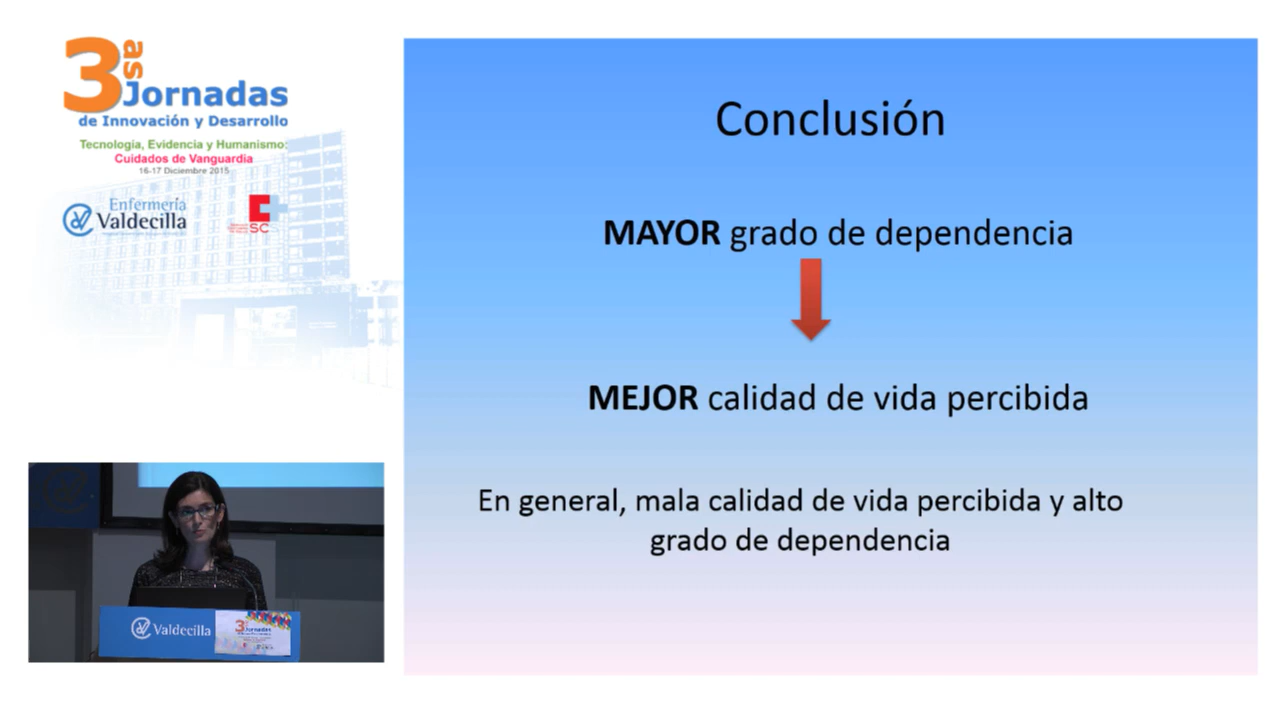 3as
Jornadas
de Innovación y Desarrollo
Tecnología, Evidencia y Humanismo:
Cuidados de Vanguardia
16-17 Diciembre 2015
Enfermería
Valdecilla
SC
Conclusión
MAYOR grado de dependencia
MEJOR calidad de vida percibida
En general, mala calidad de vida percibida y alto
grado de dependencia
Valdecilla
3as
Jornadas